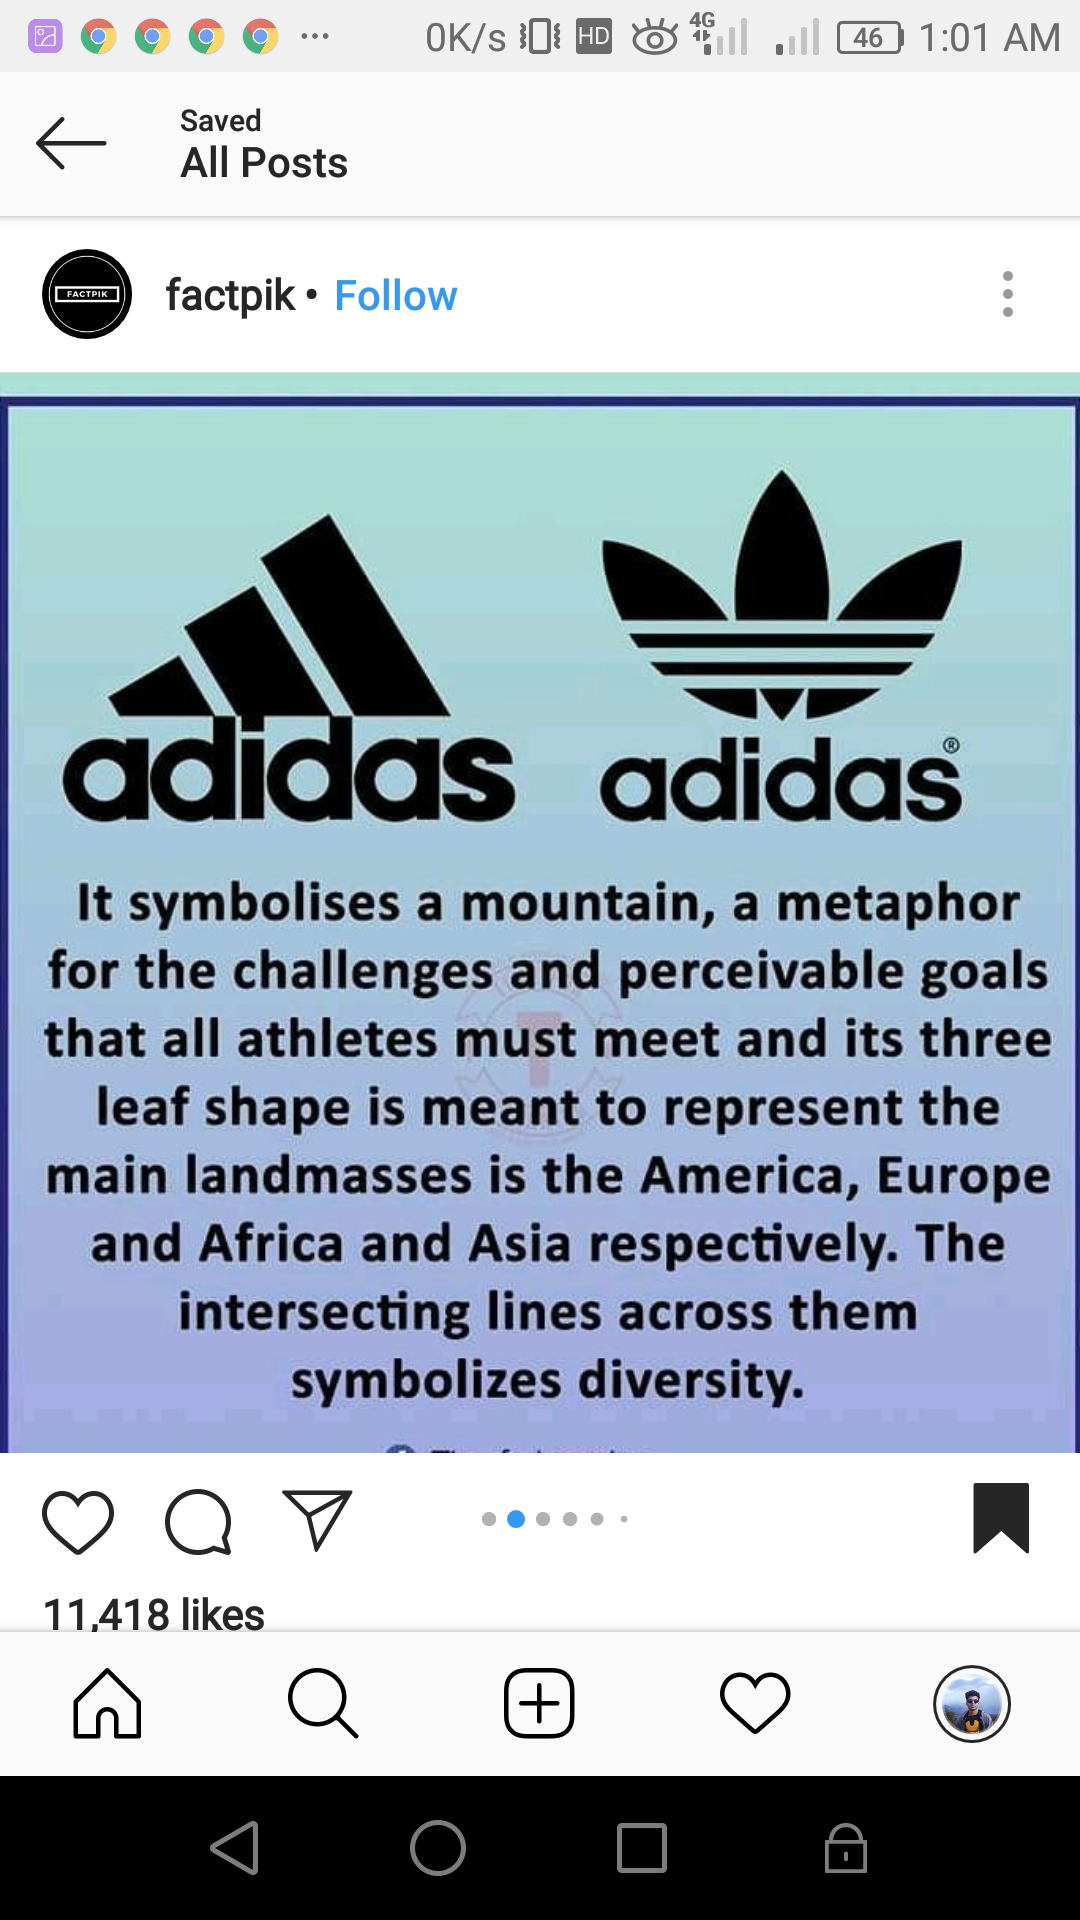 0K/s HD 4G 46 1:01 AM
Saved
All Posts
FACTPIK
factpik • Follow
adidas adidas®
It symbolises a mountain, a metaphor
for the challenges and perceivable goals
that all athletes must meet and its three
leaf shape is meant to represent the
main landmasses is the America, Europe
and Africa and Asia respectively. The
intersecting lines across them
symbolizes diversity.
11,418 likes